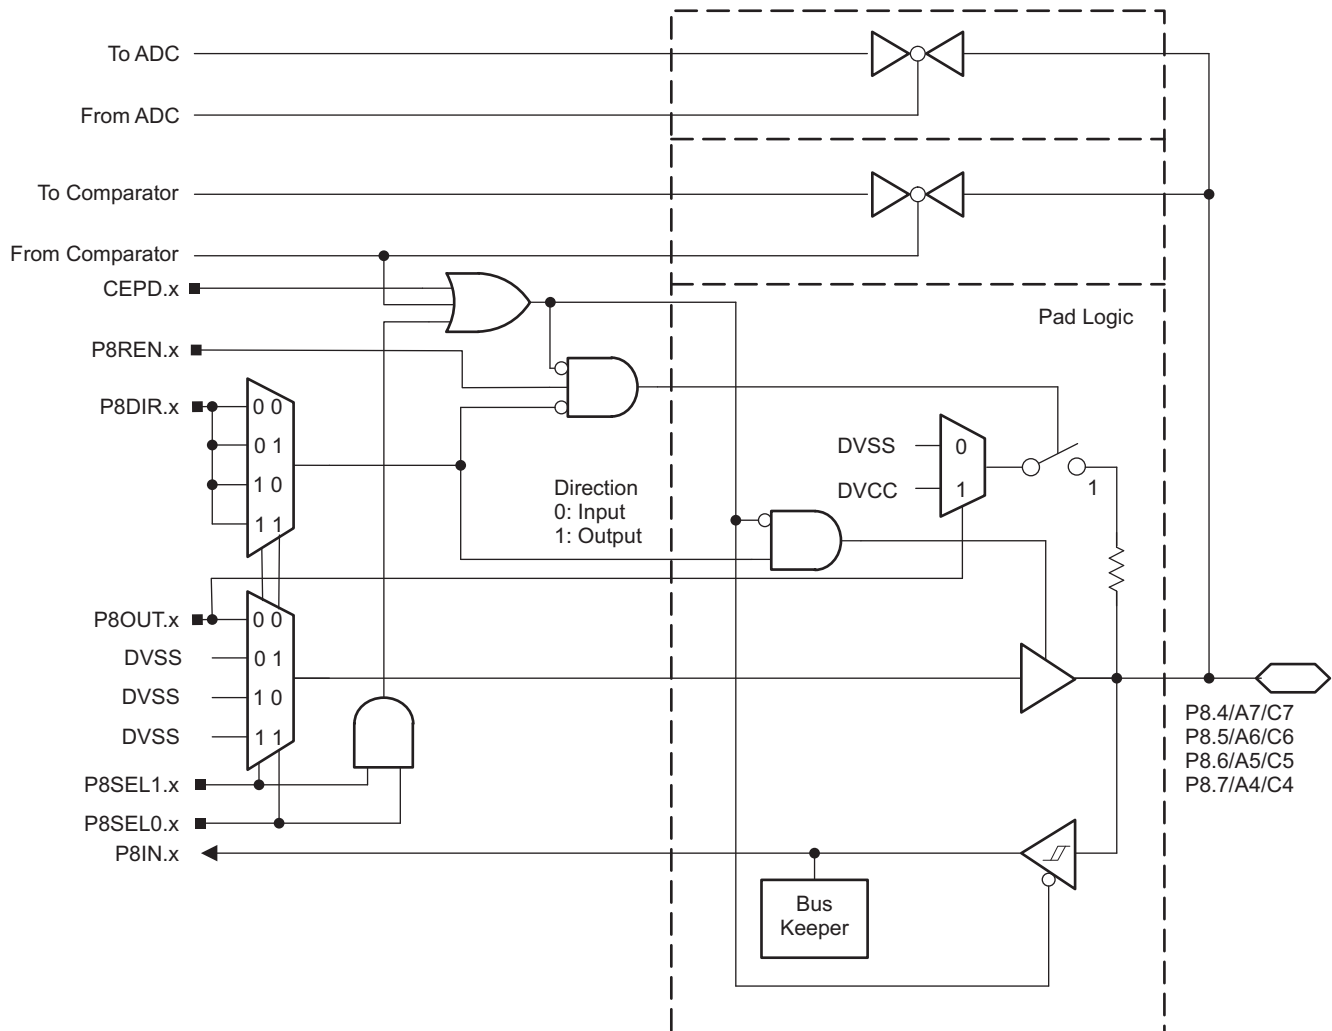 To ADC
From ADC
To Comparator
From Comparator
CEPD.x
Pad Logic
P8REN.x
P8DIR.x
0 0
0 1
1 0
1 1
DVSS
0
DVCC
1
1
Direction
0: Input
1: Output
P8OUT.x
0 0
DVSS
0 1
DVSS
1 0
DVSS
1 1
P8.4/A7/C7
P8.5/A6/C6
P8.6/A5/C5
P8.7/A4/C4
P8SEL1.x
P8SEL0.x
P8IN.x
Bus
Keeper